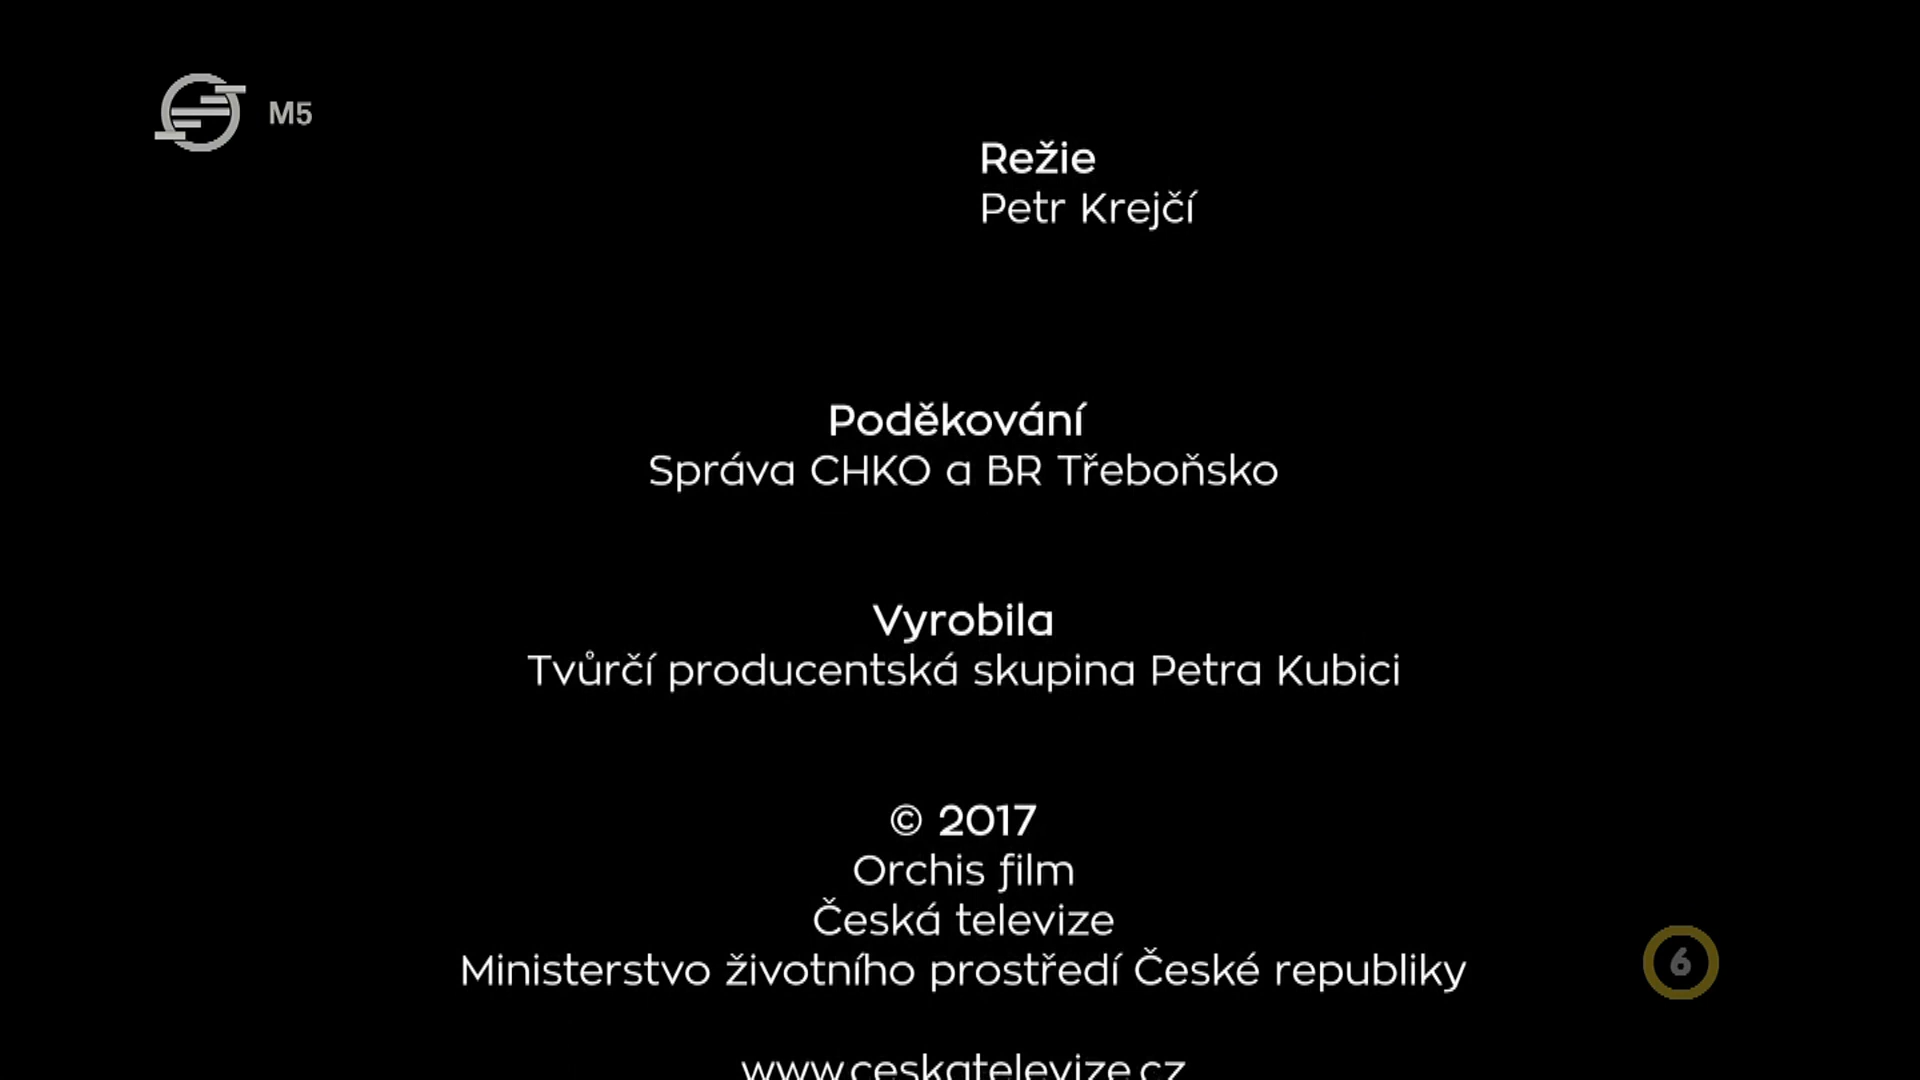 M5
Režie
Petr Krejčí
Poděkování
Správa CHKO a BR Třeboňsko
Vyrobila
Tvůrčí producentská skupina Petra Kubici
© 2017
Orchis film
Česká televize
Ministerstvo životního prostředí České republiky
6
www.ceskatelevize.cz